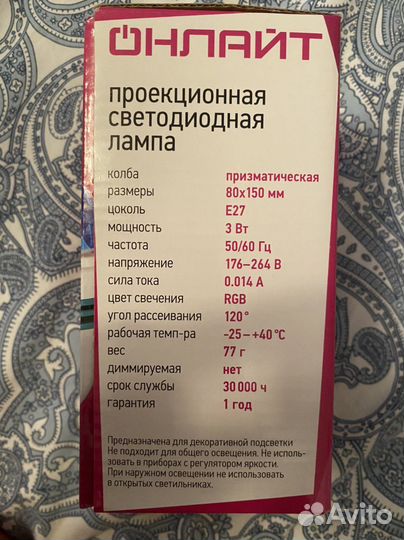 ОНЛАЙТ
проекционная
светодиодная
лампа
колба призматическая
размеры 80х150 мм
цоколь E27
мощность 3 Вт
частота 50/60 Гц
напряжение 176–264 В
сила тока 0.014 А
цвет свечения RGB
угол рассеивания 120°
рабочая темп-ра -25–+40°C
вес 77 г
диммируемая нет
срок службы 30 000 ч
гарантия 1 год
Предназначена для декоративной подсветки
Не подходит для общего освещения. Не исполь-
зовать в приборах с регулятором яркости.
При наружном освещении не использовать
в открытых светильниках.
Avito